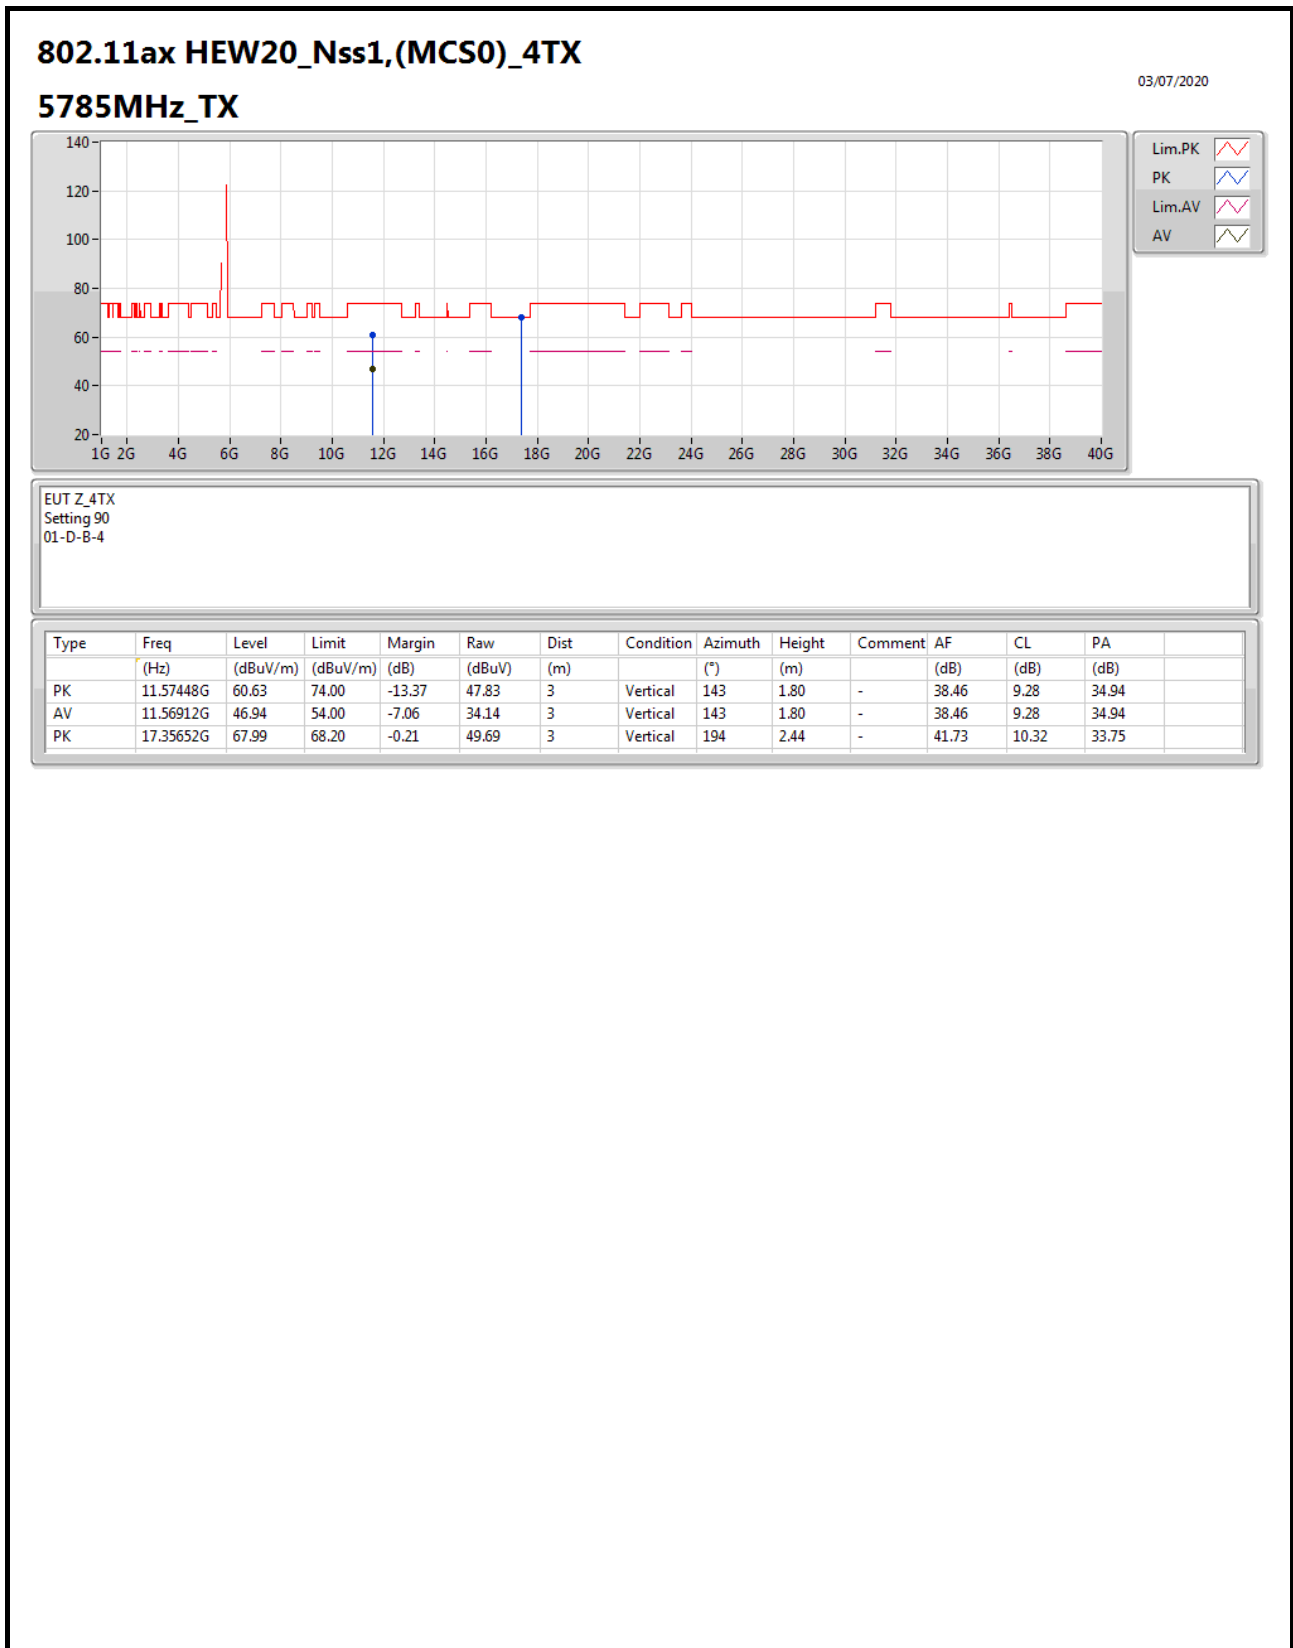 802.11ax HEW20_Nss1,(MCS0)_4TX
03/07/2020
5785MHz_TX
140
120
100
80
60
40
20
1G 2G 4G 6G 8G 10G 12G 14G 16G 18G 20G 22G 24G 26G 28G 30G 32G 34G 36G 38G 40G
Lim.PK
PK
Lim.AV
AV
EUT Z_4TX
Setting 90
01-D-B-4
Type Freq Level Limit Margin Raw Dist Condition Azimuth Height Comment AF CL PA
(Hz) (dBuV/m) (dBuV/m) (dB) (dBuV) (m) (°) (m) (dB) (dB) (dB)
PK 11.57448G 60.63 74.00 -13.37 47.83 3 Vertical 143 1.80 - 38.46 9.28 34.94
AV 11.56912G 46.94 54.00 -7.06 34.14 3 Vertical 143 1.80 - 38.46 9.28 34.94
PK 17.35652G 67.99 68.20 -0.21 49.69 3 Vertical 194 2.44 - 41.73 10.32 33.75